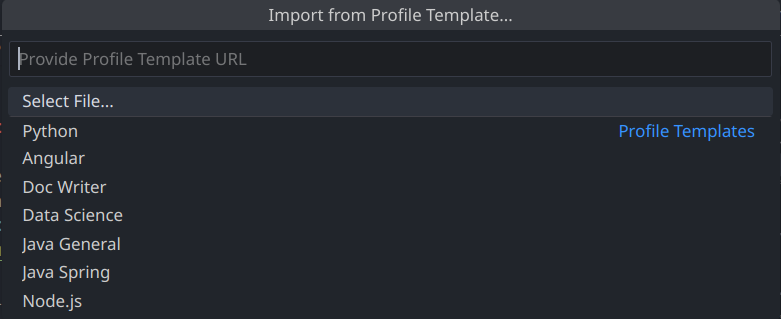 Import from Profile Template...
Provide Profile Template URL
Select File...
Python Profile Templates
Angular
Doc Writer
Data Science
Java General
Java Spring
Node.js